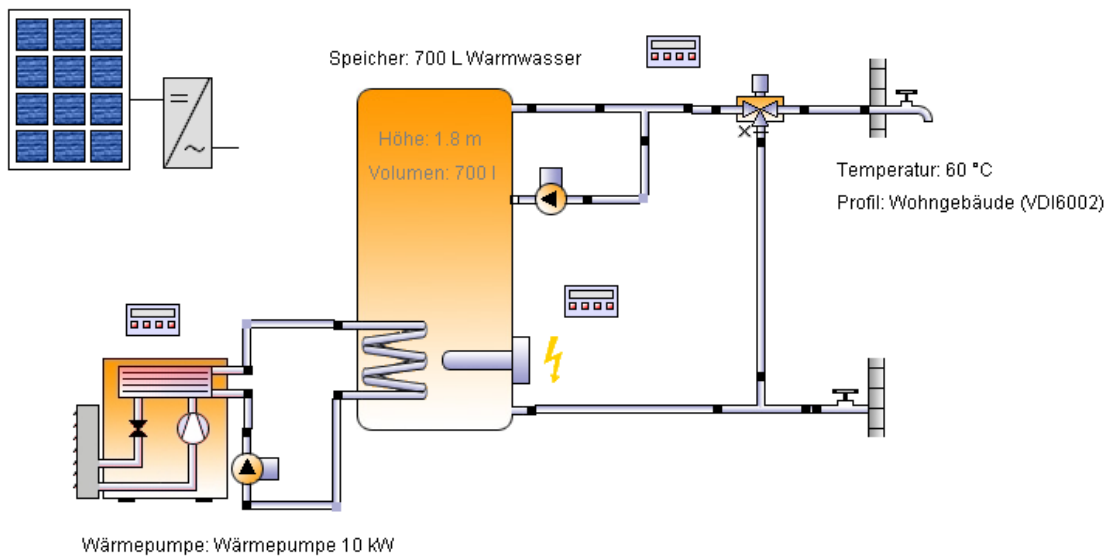 Speicher: 700 L Warmwasser
Höhe: 1.8 m
Volumen: 700 l
Temperatur: 60 °C
Profil: Wohngebäude (VDI6002)
Wärmepumpe: Wärmepumpe 10 kW